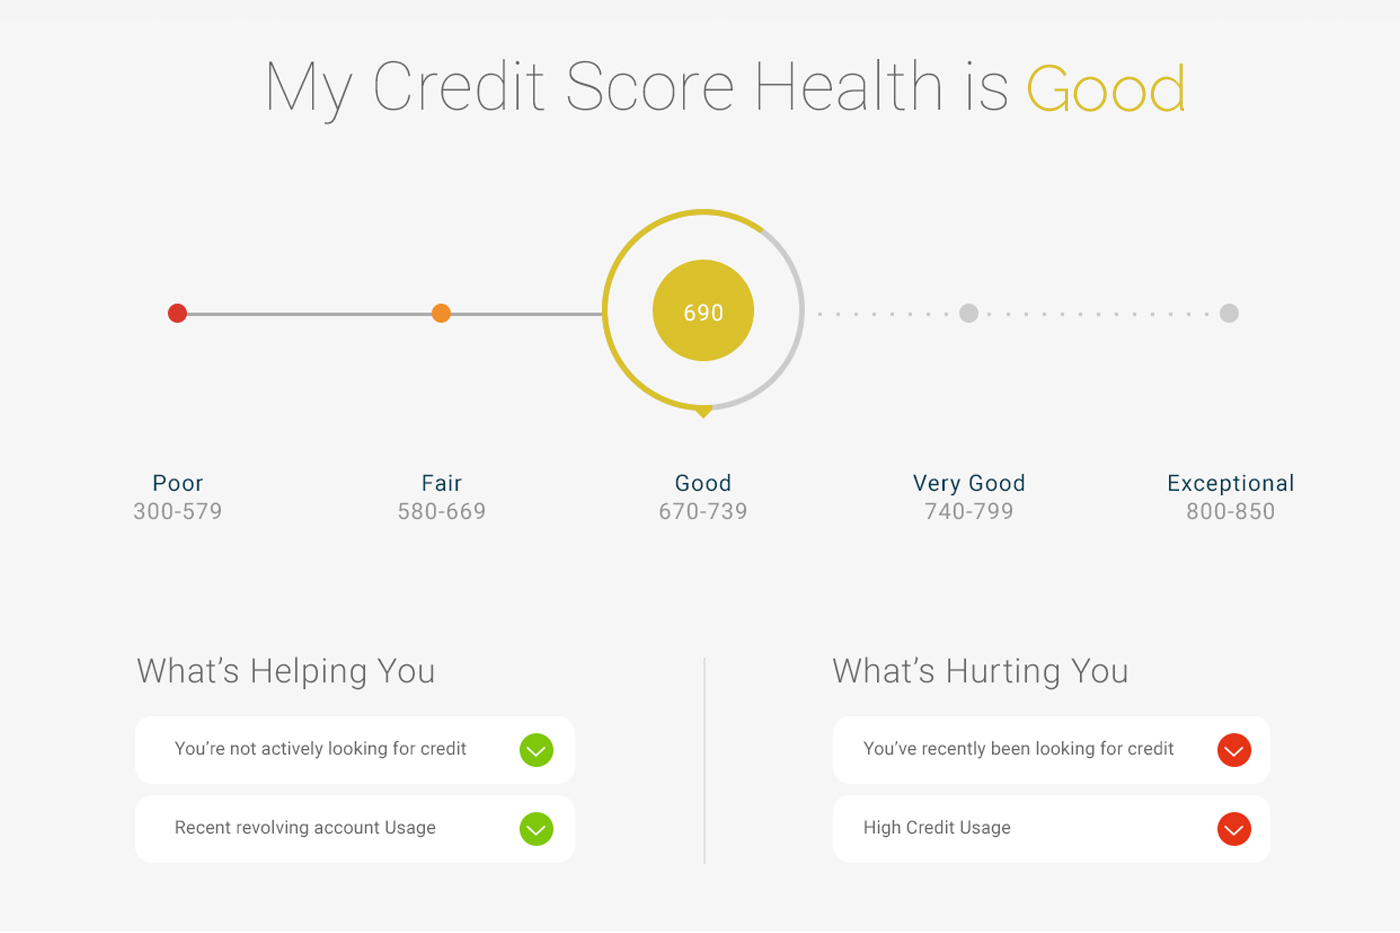 My Credit Score Health is Good
690
Poor
300-579
Fair
580-669
Good
670-739
Very Good
740-799
Exceptional
800-850
What’s Helping You
You’re not actively looking for credit
Recent revolving account Usage
What’s Hurting You
You’ve recently been looking for credit
High Credit Usage